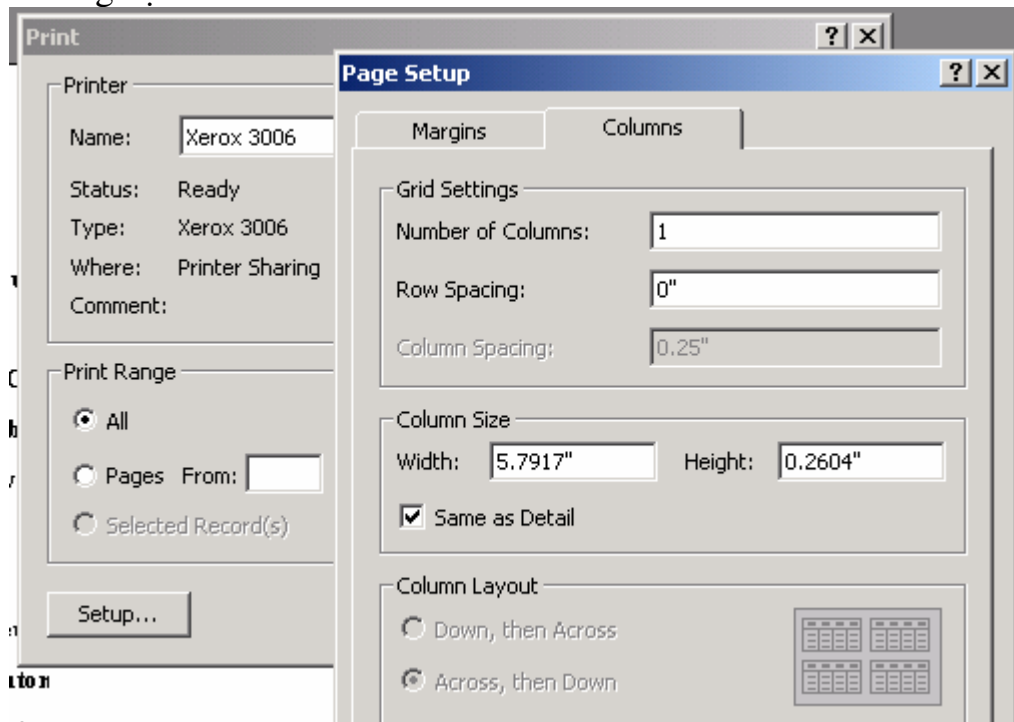 Print
Printer
Name: Xerox 3006
Status: Ready
Type: Xerox 3006
Where: Printer Sharing
Comment:
Print Range
All
Pages From:
Selected Record(s)
Setup...
Page Setup
Margins Columns
Grid Settings
Number of Columns: 1
Row Spacing: 0"
Column Spacing: 0.25"
Column Size
Width: 5.7917" Height: 0.2604"
Same as Detail
Column Layout
Down, then Across
Across, then Down